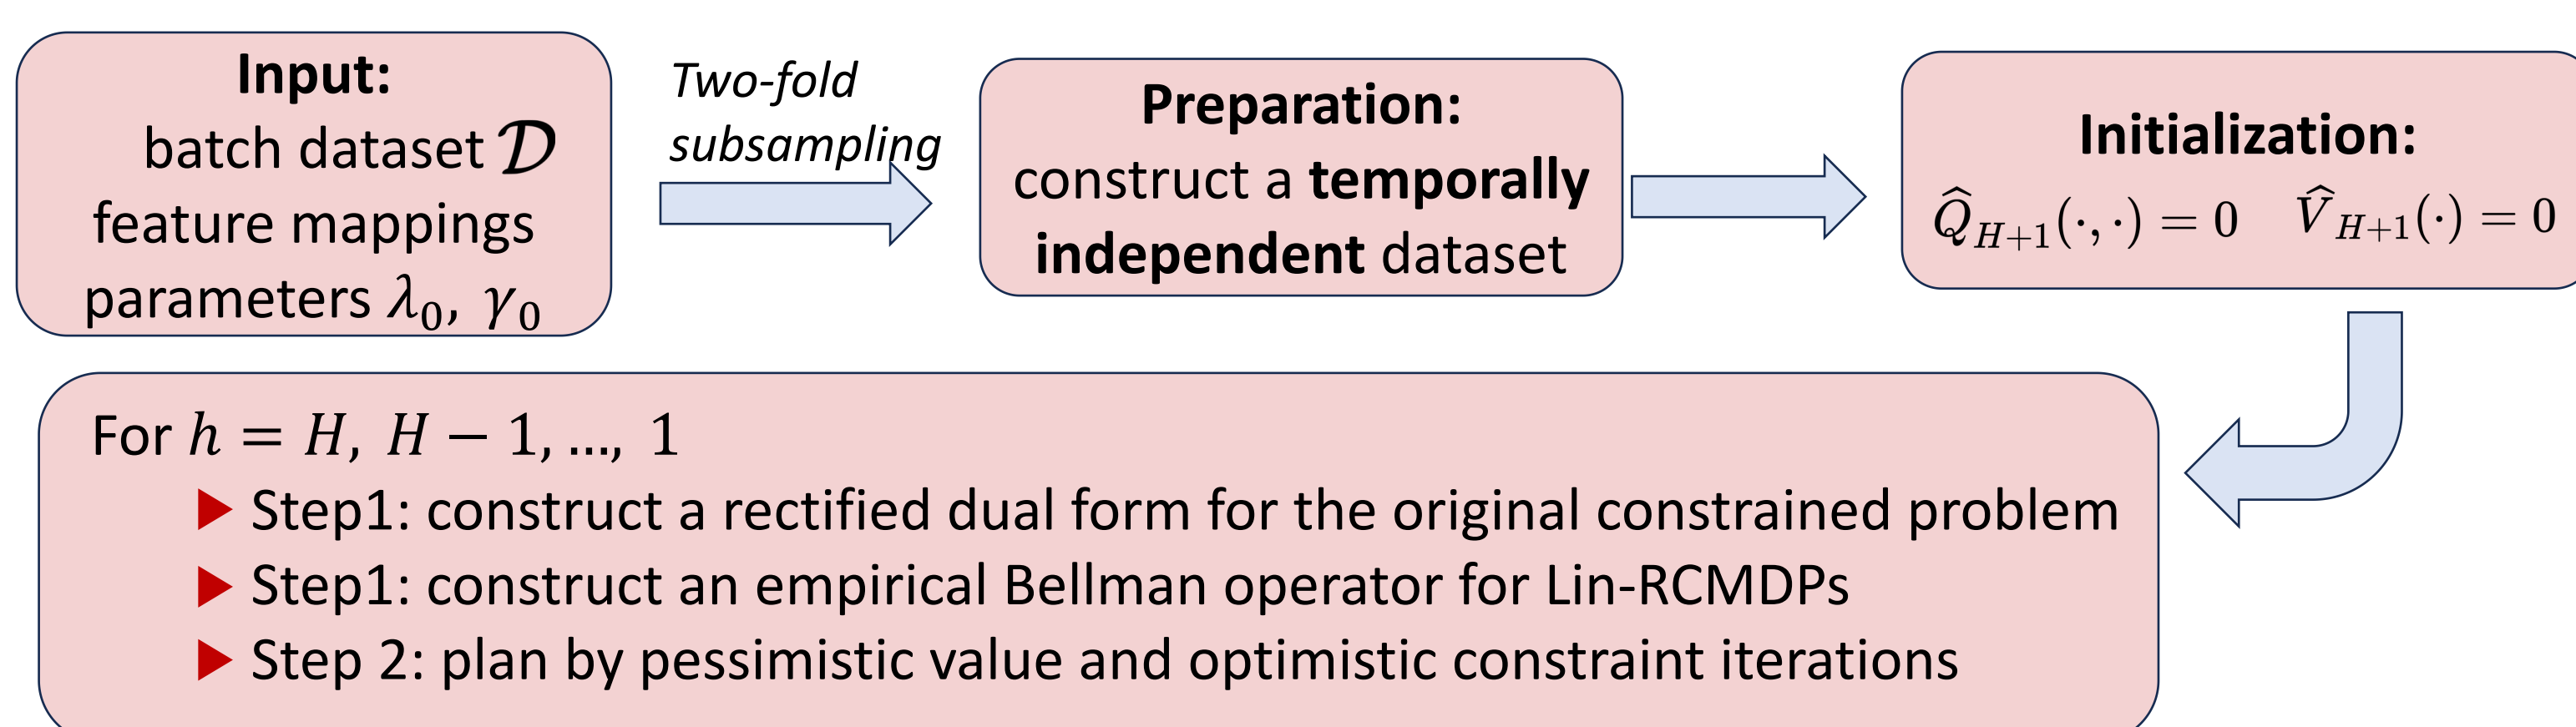 Input:
batch dataset 𝒟
feature mappings
parameters λ₀, γ₀
Two-fold
subsampling
Preparation:
construct a temporally
independent dataset
Initialization:
Q̂_{H+1}(·,·) = 0 V̂_{H+1}(·) = 0
For h = H, H − 1, ..., 1
Step1: construct a rectified dual form for the original constrained problem
Step1: construct an empirical Bellman operator for Lin-RCMDPs
Step 2: plan by pessimistic value and optimistic constraint iterations